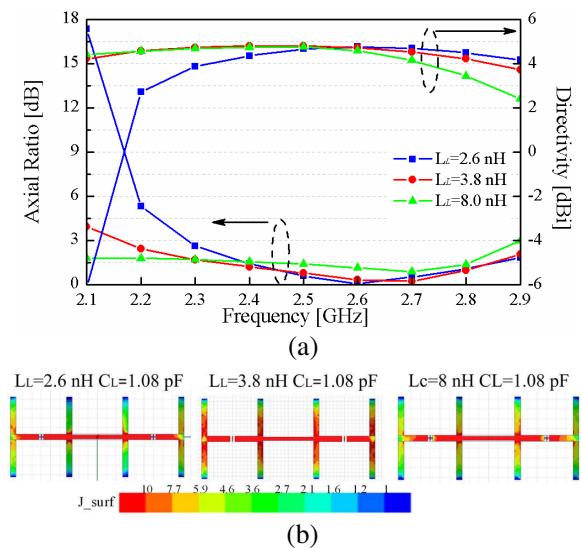 18
15
12
9
6
3
0
Axial Ratio [dB]
6
4
2
0
-2
-4
-6
Directivity [dBi]
L_L=2.6 nH
L_L=3.8 nH
L_L=8.0 nH
2.1 2.2 2.3 2.4 2.5 2.6 2.7 2.8 2.9
Frequency [GHz]
(a)
LL=2.6 nH CL=1.08 pF
LL=3.8 nH CL=1.08 pF
Lc=8 nH CL=1.08 pF
10 7.7 5.9 4.6 3.6 2.7 2.1 1.6 1.2 1
J_surf
(b)